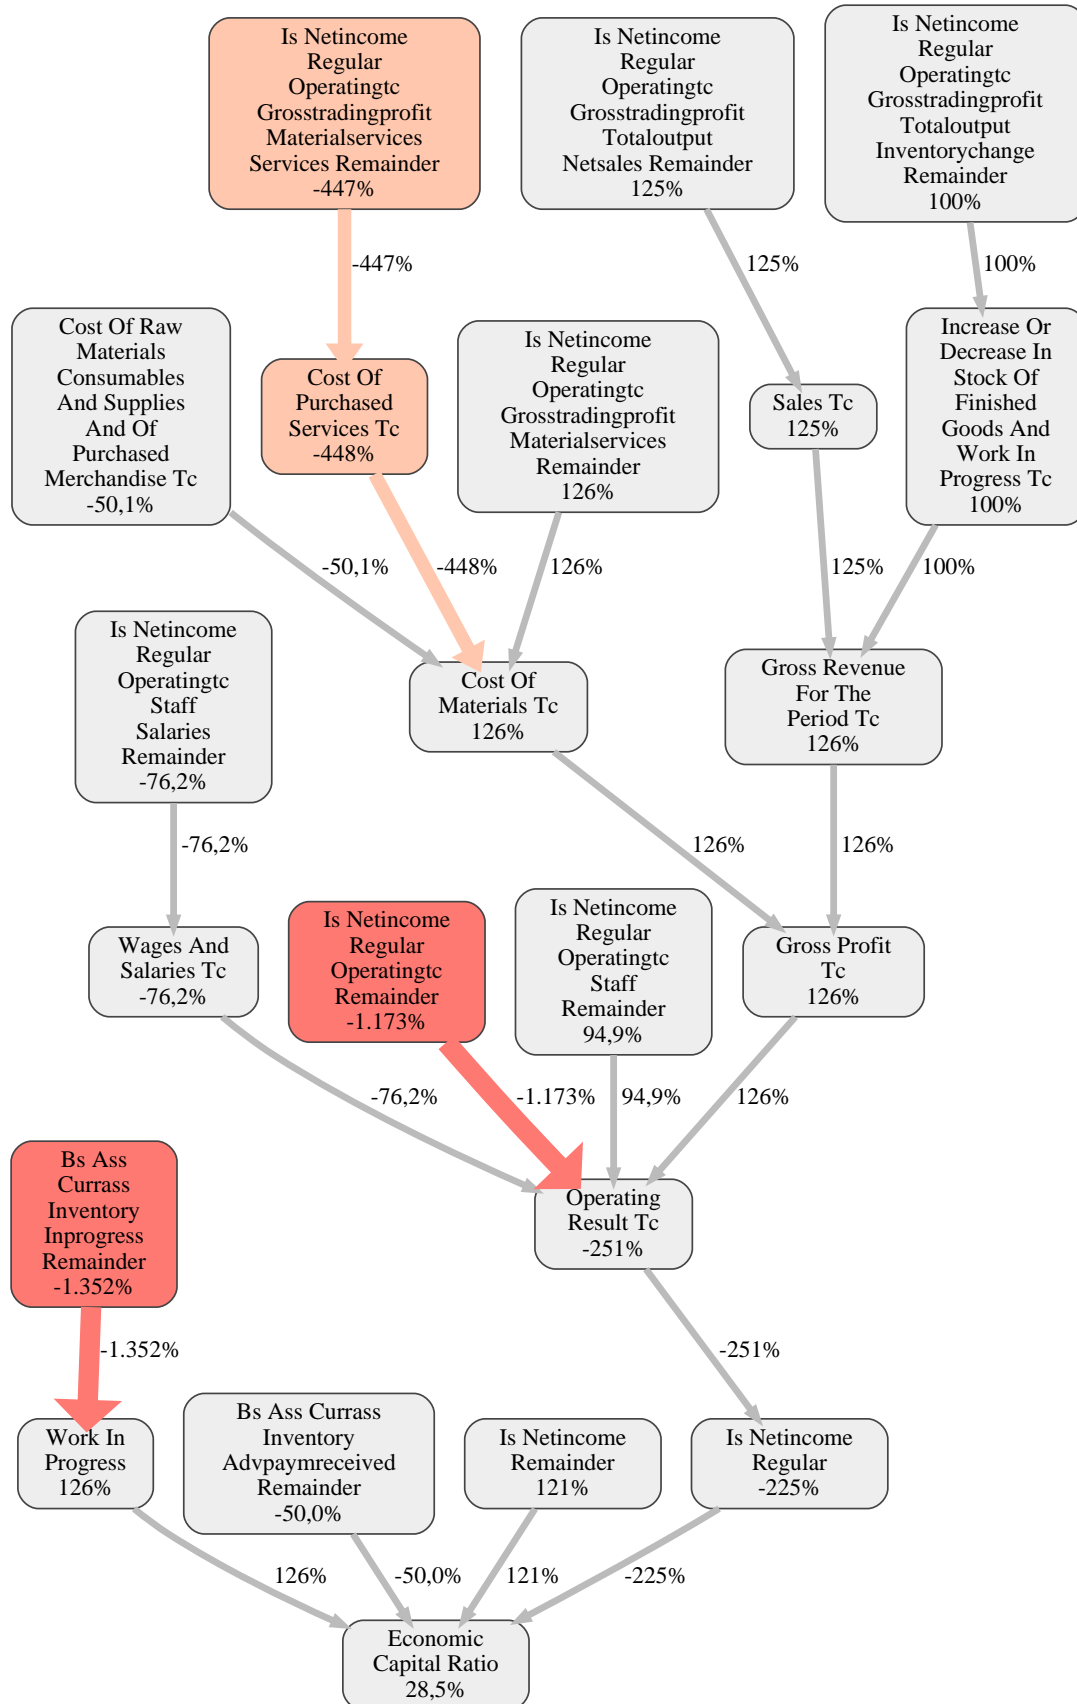 Is Netincome
Regular
Operatingtc
Grosstradingprofit
Materialservices
Services Remainder
-447%
Is Netincome
Regular
Operatingtc
Grosstradingprofit
Totaloutput
Netsales Remainder
125%
Is Netincome
Regular
Operatingtc
Grosstradingprofit
Totaloutput
Inventorychange
Remainder
100%
-447%
125%
100%
Cost Of Raw
Materials
Consumables
And Supplies
And Of
Purchased
Merchandise Tc
-50,1%
Cost Of
Purchased
Services Tc
-448%
Is Netincome
Regular
Operatingtc
Grosstradingprofit
Materialservices
Remainder
126%
Sales Tc
125%
Increase Or
Decrease In
Stock Of
Finished
Goods And
Work In
Progress Tc
100%
-50,1%
-448%
126%
125%
100%
Is Netincome
Regular
Operatingtc
Staff
Salaries
Remainder
-76,2%
Cost Of
Materials Tc
126%
Gross Revenue
For The
Period Tc
126%
-76,2%
126%
126%
Wages And
Salaries Tc
-76,2%
Is Netincome
Regular
Operatingtc
Remainder
-1.173%
Is Netincome
Regular
Operatingtc
Staff
Remainder
94,9%
Gross Profit
Tc
126%
-76,2%
-1.173%
94,9%
126%
Bs Ass
Currass
Inventory
Inprogress
Remainder
-1.352%
Operating
Result Tc
-251%
-1.352%
-251%
Work In
Progress
126%
Bs Ass Currass
Inventory
Advpaymreceived
Remainder
-50,0%
Is Netincome
Remainder
121%
Is Netincome
Regular
-225%
126%
-50,0%
121%
-225%
Economic
Capital Ratio
28,5%